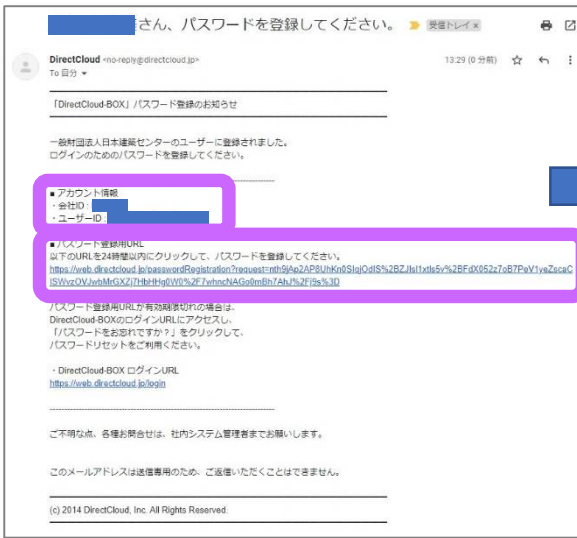 さん、パスワードを登録してください。 受信トレイ ×
DirectCloud <no-reply@directcloud.jp> 13:29 (0 分前)
To 自分
「DirectCloud-BOX」パスワード登録のお知らせ
一般財団法人日本建築センターのユーザーに登録されました。
ログインのためのパスワードを登録してください。
■ アカウント情報
・会社ID :
・ユーザーID :
■ パスワード登録用URL
以下のURLを24時間以内にクリックして、パスワードを登録してください。
https://web.directcloud.jp/passwordRegistration?request=
パスワード登録用URLが有効期限切れの場合は、
DirectCloud-BOXのログインURLにアクセスし、
「パスワードをお忘れですか？」をクリックして、
パスワードリセットをご利用ください。
・DirectCloud-BOX ログインURL
https://web.directcloud.jp/login
ご不明な点、各種お問合せは、社内システム管理者までお願いします。
このメールアドレスは送信専用のため、ご返信いただくことはできません。
(c) 2014 DirectCloud, Inc. All Rights Reserved.